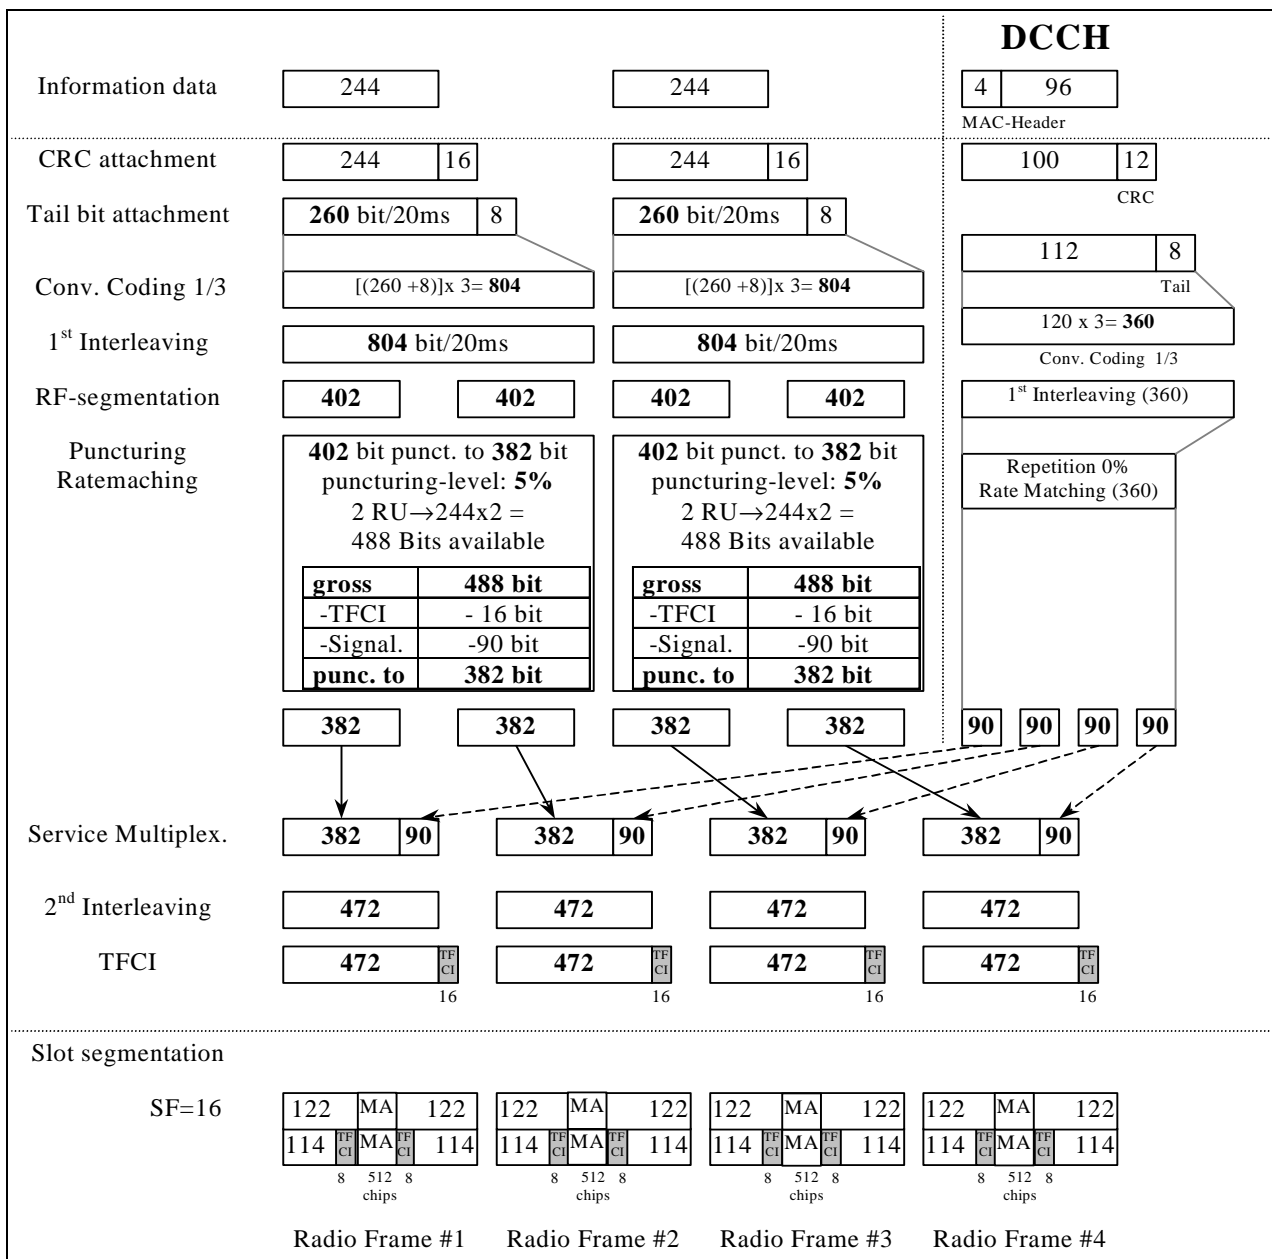 DCCH
Information data 244 244 4 96
MAC-Header
CRC attachment 244 16 244 16 100 12
CRC
Tail bit attachment 260 bit/20ms 8 260 bit/20ms 8
112 8
Tail
Conv. Coding 1/3 [(260 +8)]x 3= 804 [(260 +8)]x 3= 804
120 x 3= 360
Conv. Coding 1/3
1st Interleaving 804 bit/20ms 804 bit/20ms
RF-segmentation 402 402 402 402 1st Interleaving (360)
Puncturing
Ratemaching
402 bit punct. to 382 bit
puncturing-level: 5%
2 RU→244x2 =
488 Bits available
gross 488 bit
-TFCI - 16 bit
-Signal. -90 bit
punc. to 382 bit
402 bit punct. to 382 bit
puncturing-level: 5%
2 RU→244x2 =
488 Bits available
gross 488 bit
-TFCI - 16 bit
-Signal. -90 bit
punc. to 382 bit
Repetition 0%
Rate Matching (360)
382 382 382 382 90 90 90 90
Service Multiplex. 382 90 382 90 382 90 382 90
2nd Interleaving 472 472 472 472
TFCI 472 TF CI 472 TF CI 472 TF CI 472 TF CI
16 16 16 16
Slot segmentation
SF=16 122 MA 122 122 MA 122 122 MA 122 122 MA 122
114 TF CI MA TF CI 114 114 TF CI MA TF CI 114 114 TF CI MA TF CI 114 114 TF CI MA TF CI 114
8 512 8 8 512 8 8 512 8 8 512 8
chips chips chips chips
Radio Frame #1 Radio Frame #2 Radio Frame #3 Radio Frame #4